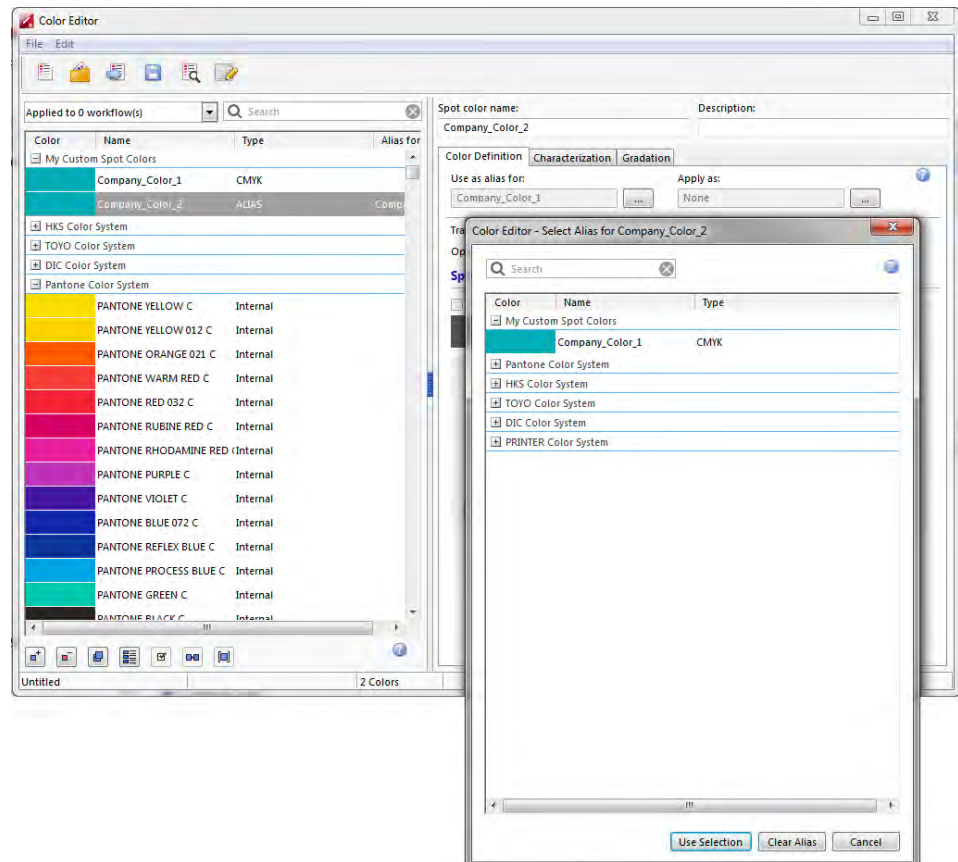 Color Editor
File Edit
Applied to 0 workflow(s) Search
Color Name Type Alias for
My Custom Spot Colors
Company_Color_1 CMYK
Company_Color_2 ALIAS Compa
HKS Color System
TOYO Color System
DIC Color System
Pantone Color System
PANTONE YELLOW C Internal
PANTONE YELLOW 012 C Internal
PANTONE ORANGE 021 C Internal
PANTONE WARM RED C Internal
PANTONE RED 032 C Internal
PANTONE RUBINE RED C Internal
PANTONE RHODAMINE RED ( Internal
PANTONE PURPLE C Internal
PANTONE VIOLET C Internal
PANTONE BLUE 072 C Internal
PANTONE REFLEX BLUE C Internal
PANTONE PROCESS BLUE C Internal
PANTONE GREEN C Internal
PANTONE BLACK C Internal
Untitled 2 Colors
Spot color name: Description:
Company_Color_2
Color Definition Characterization Gradation
Use as alias for: Apply as:
Company_Color_1 ... None ...
Tra
Op
Sp
Color Editor - Select Alias for Company_Color_2
Search
Color Name Type
My Custom Spot Colors
Company_Color_1 CMYK
Pantone Color System
HKS Color System
TOYO Color System
DIC Color System
PRINTER Color System
Use Selection Clear Alias Cancel